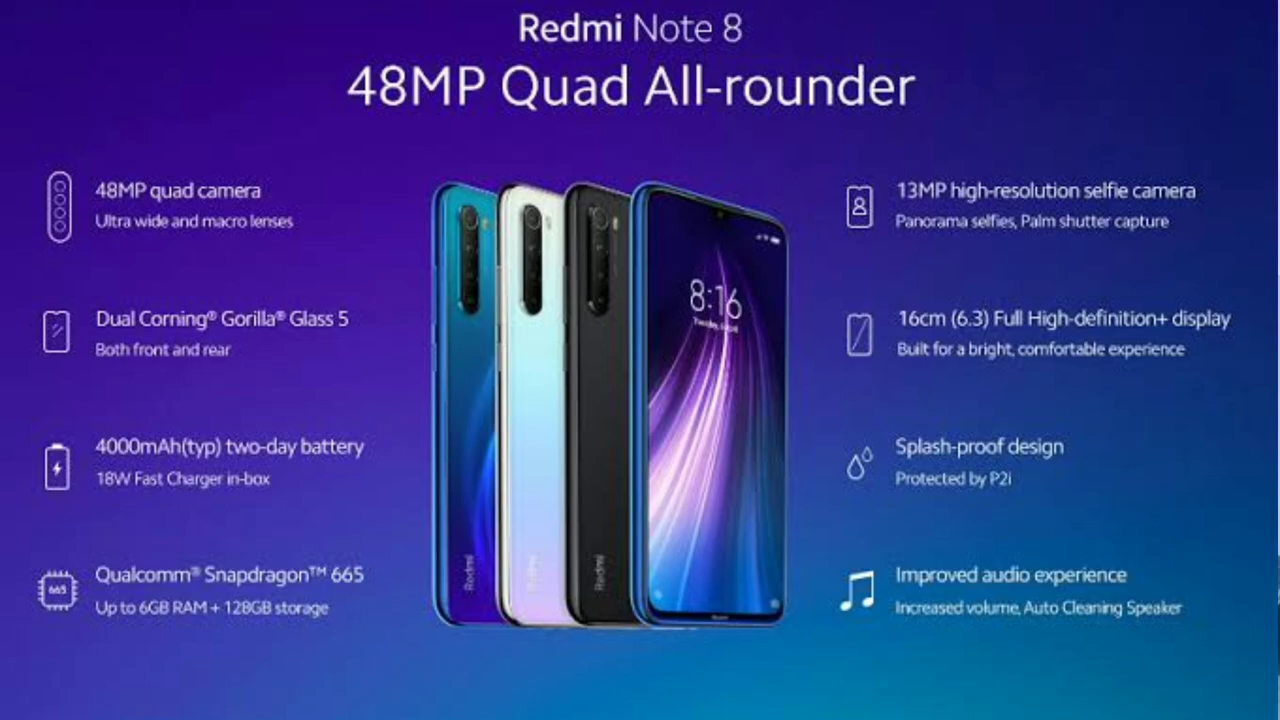 Redmi Note 8
48MP Quad All-rounder
48MP quad camera
Ultra wide and macro lenses
Dual Corning® Gorilla® Glass 5
Both front and rear
4000mAh(typ) two-day battery
18W Fast Charger in-box
665
Qualcomm® Snapdragon™ 665
Up to 6GB RAM + 128GB storage
Redmi
Redmi
Redmi
8:16
13MP high-resolution selfie camera
Panorama selfies, Palm shutter capture
16cm (6.3) Full High-definition+ display
Built for a bright, comfortable experience
Splash-proof design
Protected by P2i
Improved audio experience
Increased volume, Auto Cleaning Speaker